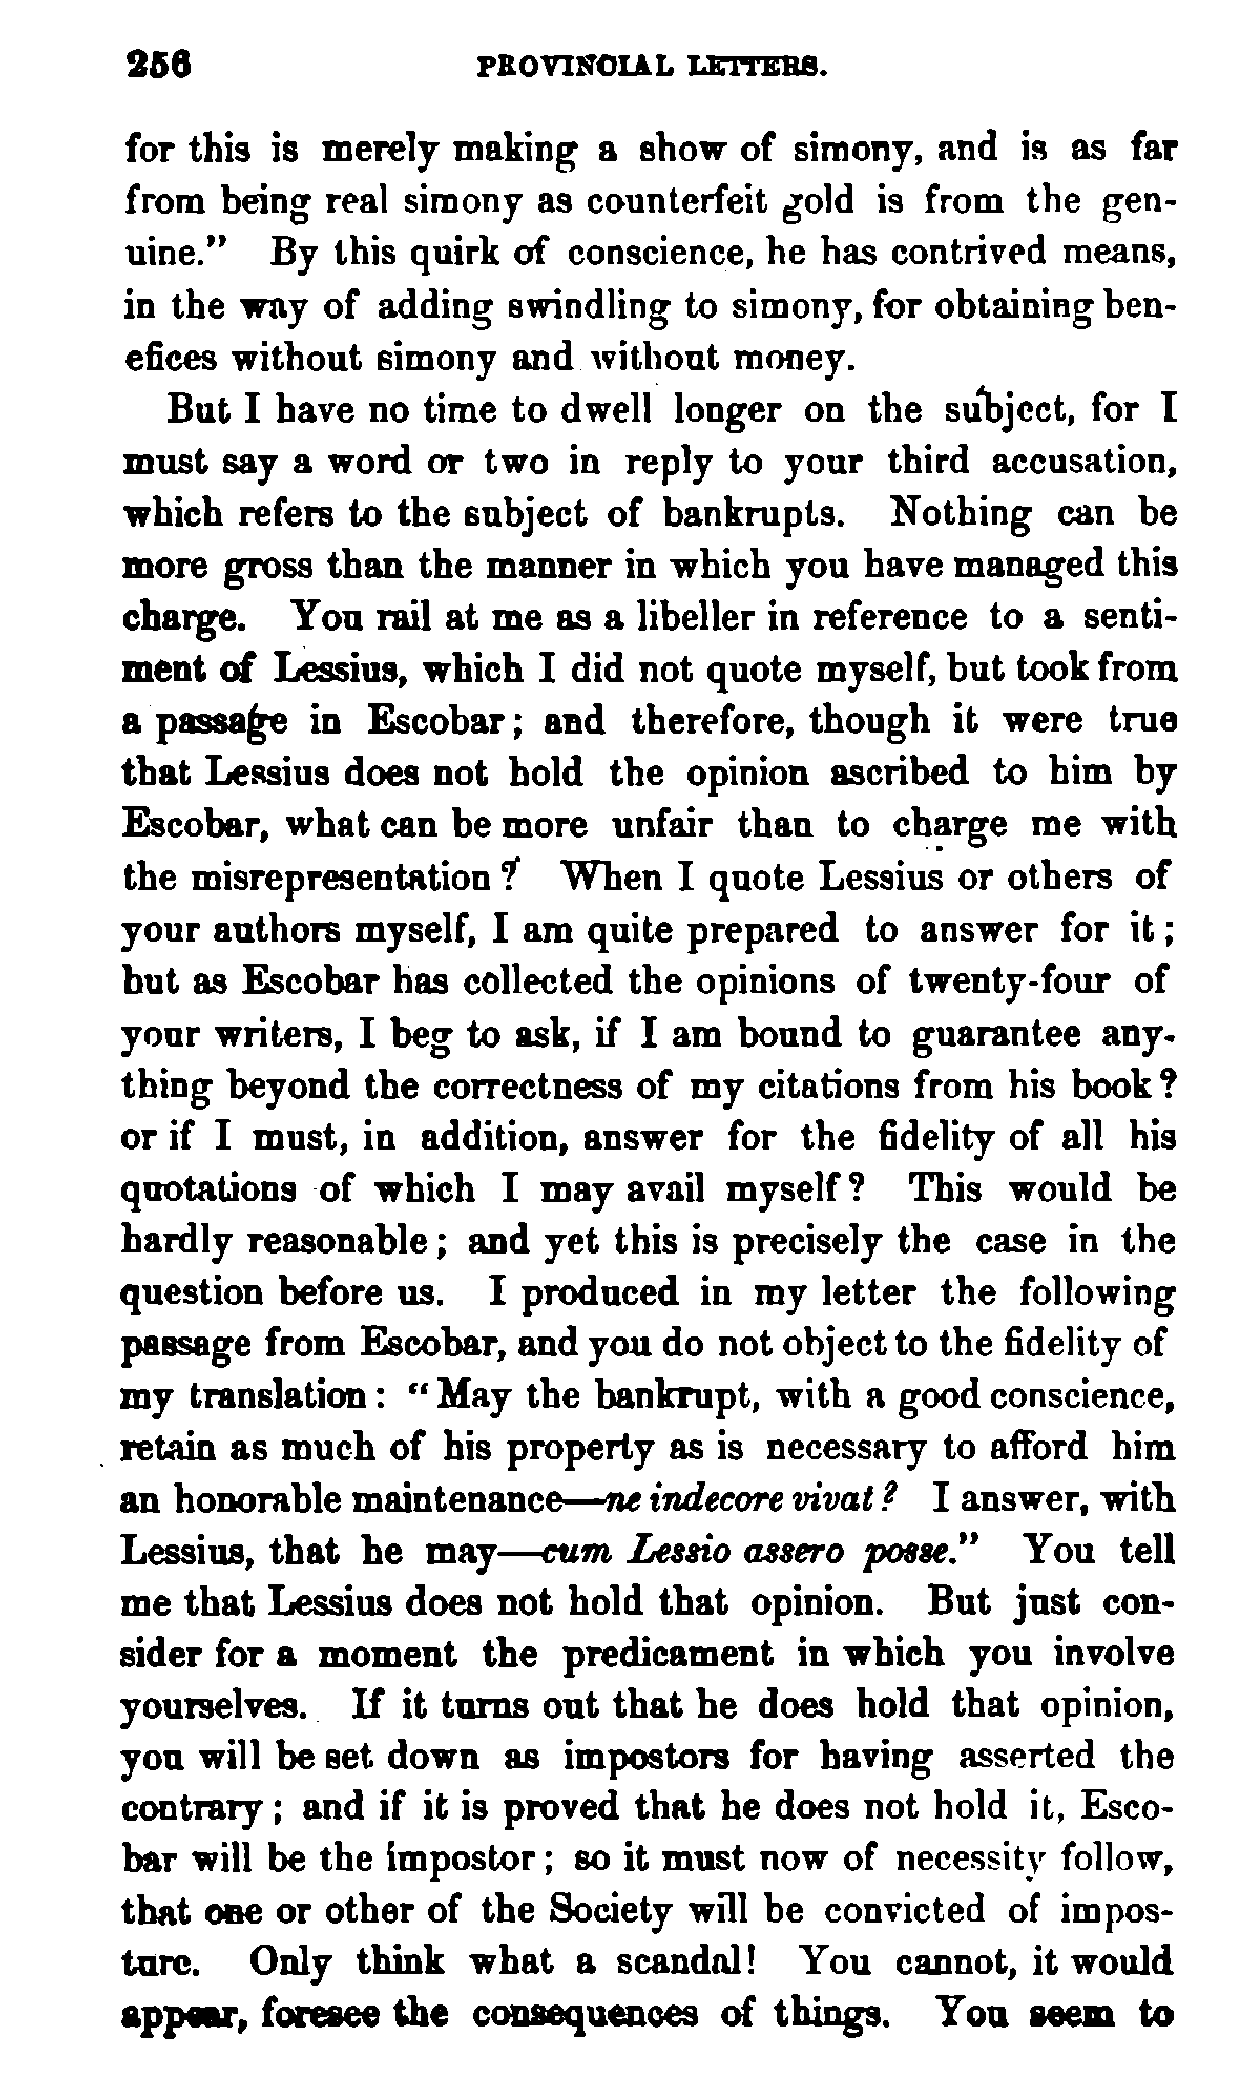 256 PROVINCIAL LETTERS.
for this is merely making a show of simony, and is as far
from being real simony as counterfeit gold is from the gen-
uine." By this quirk of conscience, he has contrived means,
in the way of adding swindling to simony, for obtaining ben-
efices without simony and without money.
But I have no time to dwell longer on the subject, for I
must say a word or two in reply to your third accusation,
which refers to the subject of bankrupts. Nothing can be
more gross than the manner in which you have managed this
charge. You rail at me as a libeller in reference to a senti-
ment of Lessius, which I did not quote myself, but took from
a passage in Escobar; and therefore, though it were true
that Lessius does not hold the opinion ascribed to him by
Escobar, what can be more unfair than to charge me with
the misrepresentation? When I quote Lessius or others of
your authors myself, I am quite prepared to answer for it;
but as Escobar has collected the opinions of twenty-four of
your writers, I beg to ask, if I am bound to guarantee any-
thing beyond the correctness of my citations from his book?
or if I must, in addition, answer for the fidelity of all his
quotations of which I may avail myself? This would be
hardly reasonable; and yet this is precisely the case in the
question before us. I produced in my letter the following
passage from Escobar, and you do not object to the fidelity of
my translation: "May the bankrupt, with a good conscience,
retain as much of his property as is necessary to afford him
an honorable maintenance—ne indecore vivat? I answer, with
Lessius, that he may—cum Lessio assero posse." You tell
me that Lessius does not hold that opinion. But just con-
sider for a moment the predicament in which you involve
yourselves. If it turns out that he does hold that opinion,
you will be set down as impostors for having asserted the
contrary; and if it is proved that he does not hold it, Esco-
bar will be the impostor; so it must now of necessity follow,
that one or other of the Society will be convicted of impos-
ture. Only think what a scandal! You cannot, it would
appear, foresee the consequences of things. You seem to